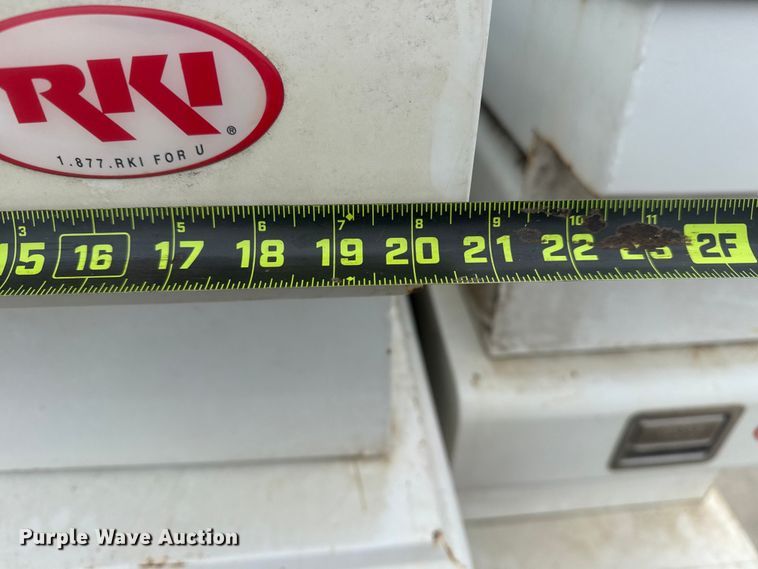 RKI ®
1.877.RKI FOR U
3 5 6 7 8 9 10 11
15 16 17 18 19 20 21 22 23 2F
Purple Wave Auction